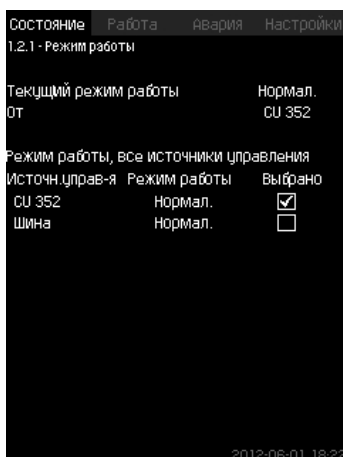 Состояние Работа Авария Настройки
1.2.1 - Режим работы
Текущий режим работы Нормал.
От CU 352
Режим работы, все источники управления
Источн.управ-я Режим работы Выбрано
CU 352 Нормал.
Шина Нормал.
2012-06-01 18:22